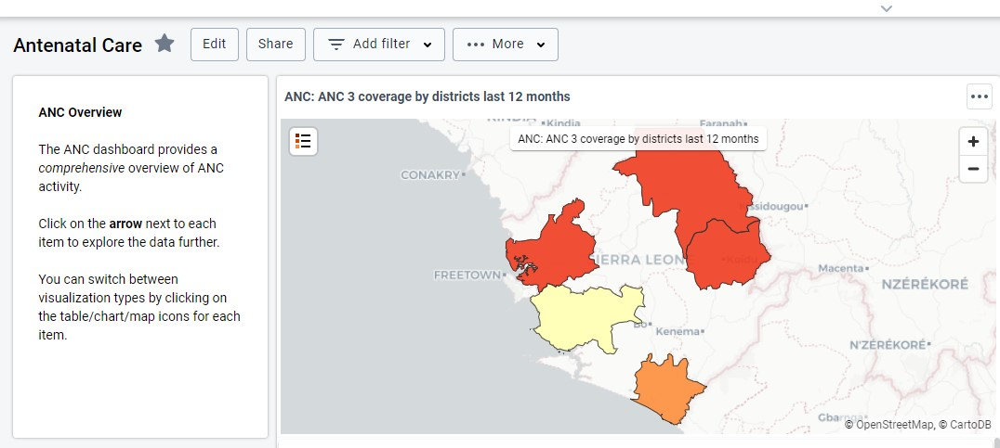 Antenatal Care
Edit
Share
Add filter
More
ANC Overview
The ANC dashboard provides a
comprehensive overview of ANC
activity.
Click on the arrow next to each
item to explore the data further.
You can switch between
visualization types by clicking on
the table/chart/map icons for each
item.
ANC: ANC 3 coverage by districts last 12 months
KINDIA
Kindia
Faranah
ANC: ANC 3 coverage by districts last 12 months
CONAKRY
ssidougou
IERRA LEON
FREETOWN
Macenta
NZÉRÉKORÉ
Bo
Kenema
N'ZÉRÉKORÉ
© OpenStreetMap, © CartoDB